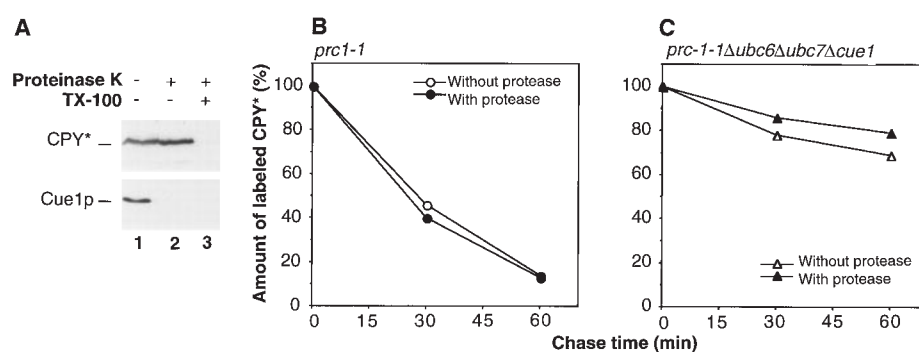 A
Proteinase K - + +
TX-100 - - +
CPY*
Cue1p
1 2 3
B
prc1-1
Amount of labeled CPY* (%)
100
80
60
40
20
0
Without protease
With protease
0 15 30 45 60
C
prc-1-1Δubc6Δubc7Δcue1
100
80
60
40
20
0
Without protease
With protease
0 15 30 45 60
Chase time (min)